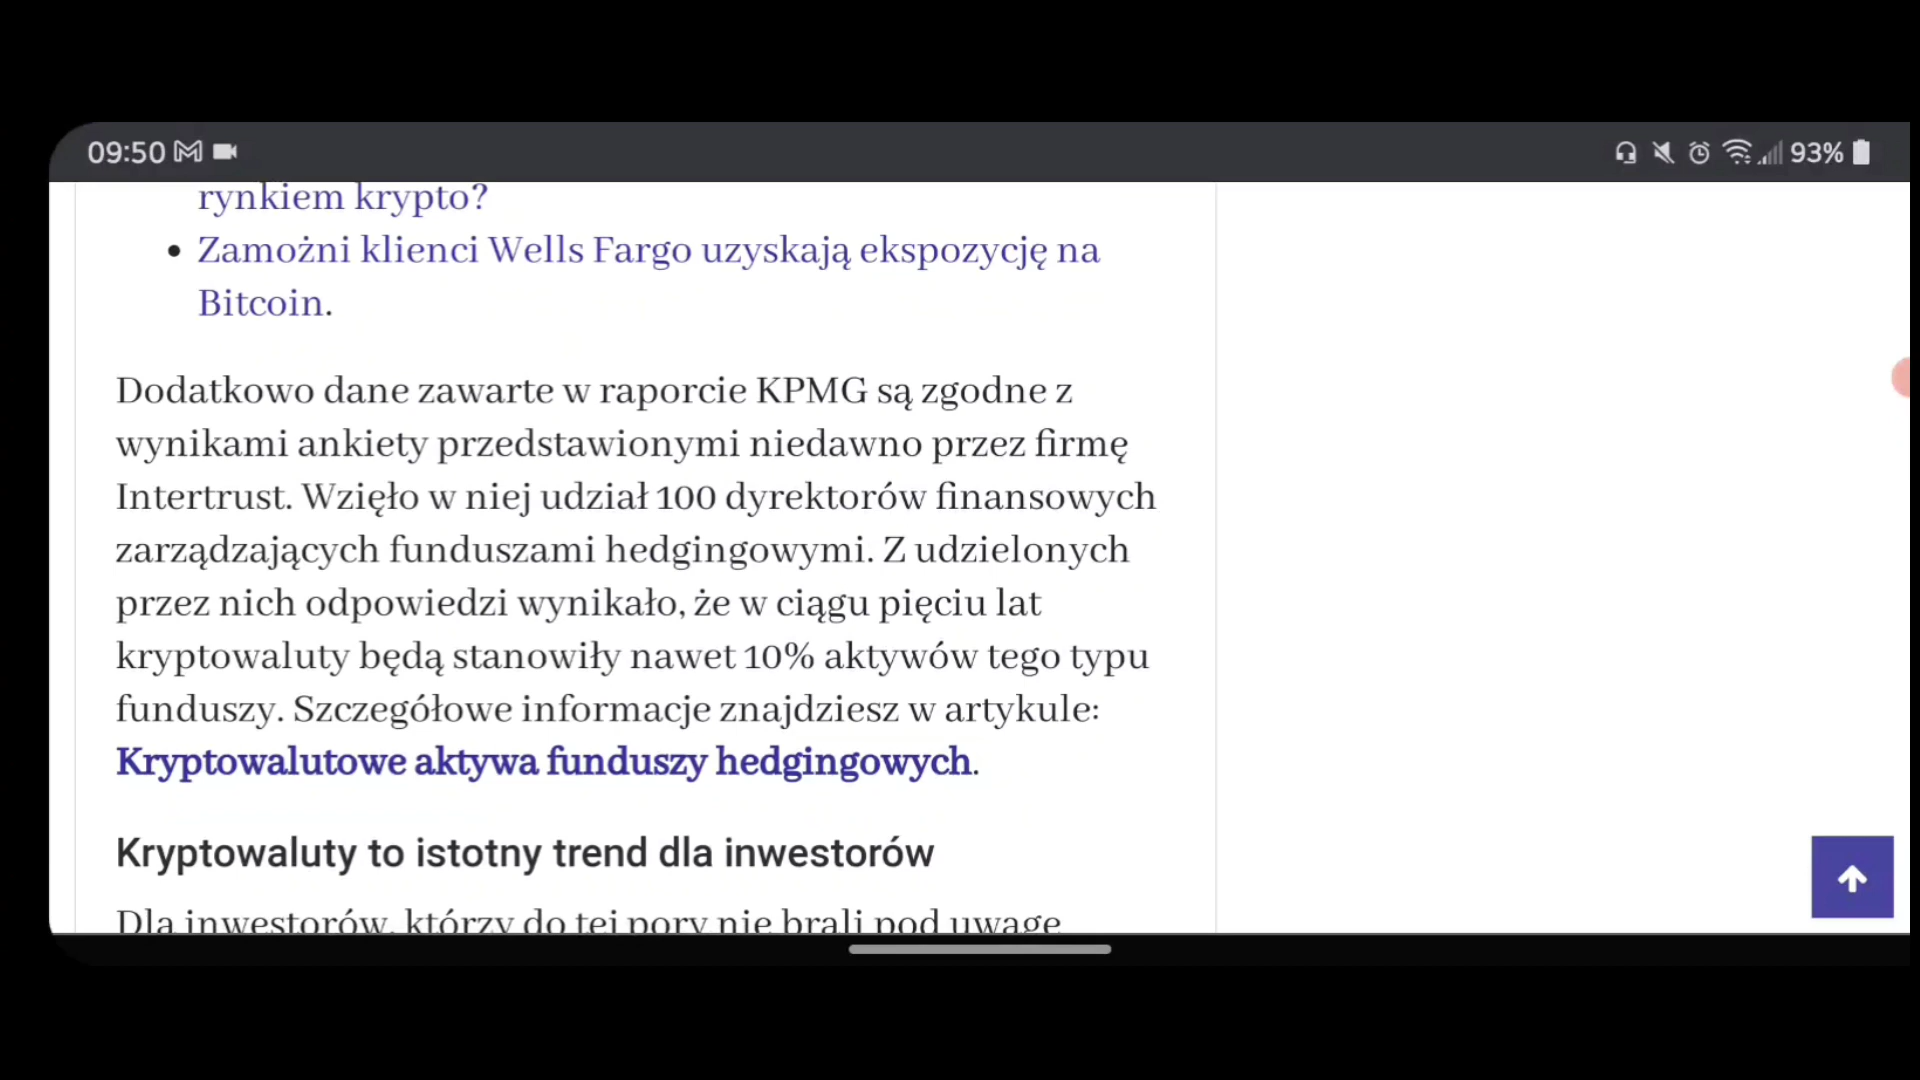 09:50
93%
rynkiem krypto?
• Zamożni klienci Wells Fargo uzyskają ekspozycję na
Bitcoin.
Dodatkowo dane zawarte w raporcie KPMG są zgodne z
wynikami ankiety przedstawionymi niedawno przez firmę
Intertrust. Wzięło w niej udział 100 dyrektorów finansowych
zarządzających funduszami hedgingowymi. Z udzielonych
przez nich odpowiedzi wynikało, że w ciągu pięciu lat
kryptowaluty będą stanowiły nawet 10% aktywów tego typu
funduszy. Szczegółowe informacje znajdziesz w artykule:
Kryptowalutowe aktywa funduszy hedgingowych.
Kryptowaluty to istotny trend dla inwestorów
Dla inwestorów, którzy do tej pory nie brali pod uwagę